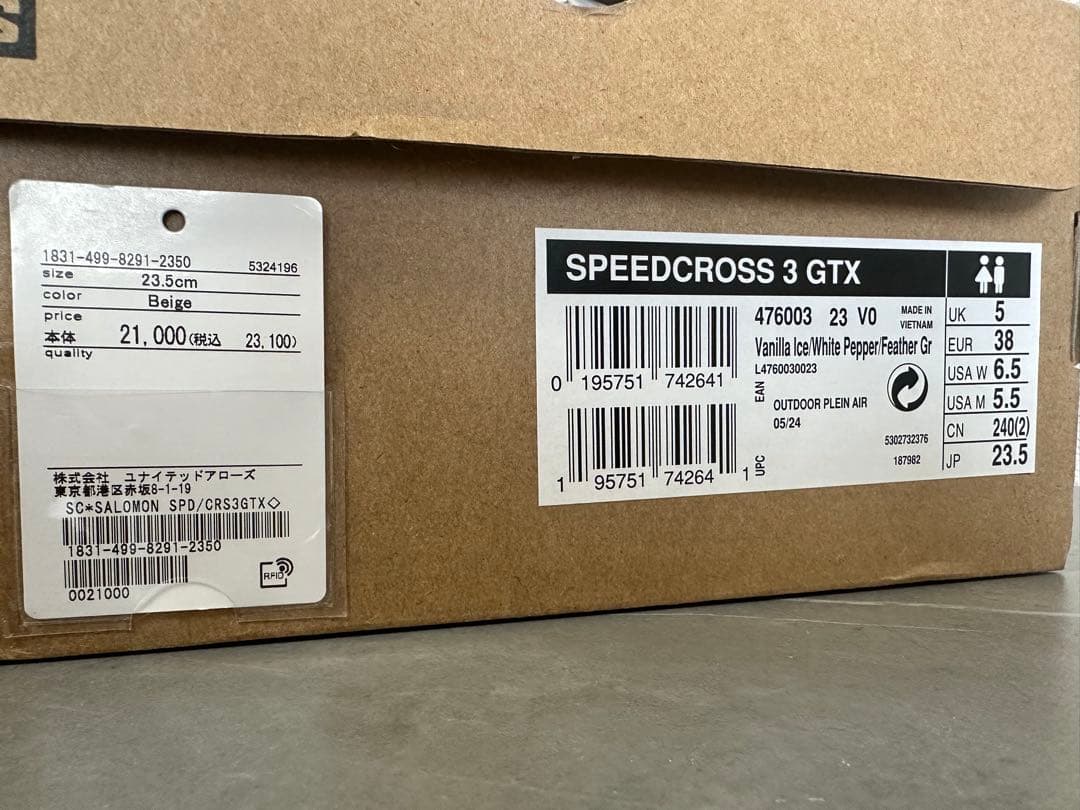 S
1831-499-8291-2350
5324196
size 23.5cm
color Beige
price
本体 21,000(税込 23,100)
quality
株式会社 ユナイテッドアローズ
東京都港区赤坂8-1-19
SC*SALOMON SPD/CRS3GTX◇
1831-499-8291-2350
0021000
RFID
SPEEDCROSS 3 GTX
476003 23 V0 MADE IN VIETNAM
Vanilla Ice/White Pepper/Feather Gr
L4760030023
0 195751 742641
EAN
OUTDOOR PLEIN AIR
05/24
5302732376
187982
1 95751 74264 1
UPC
UK 5
EUR 38
USA W 6.5
USA M 5.5
CN 240(2)
JP 23.5